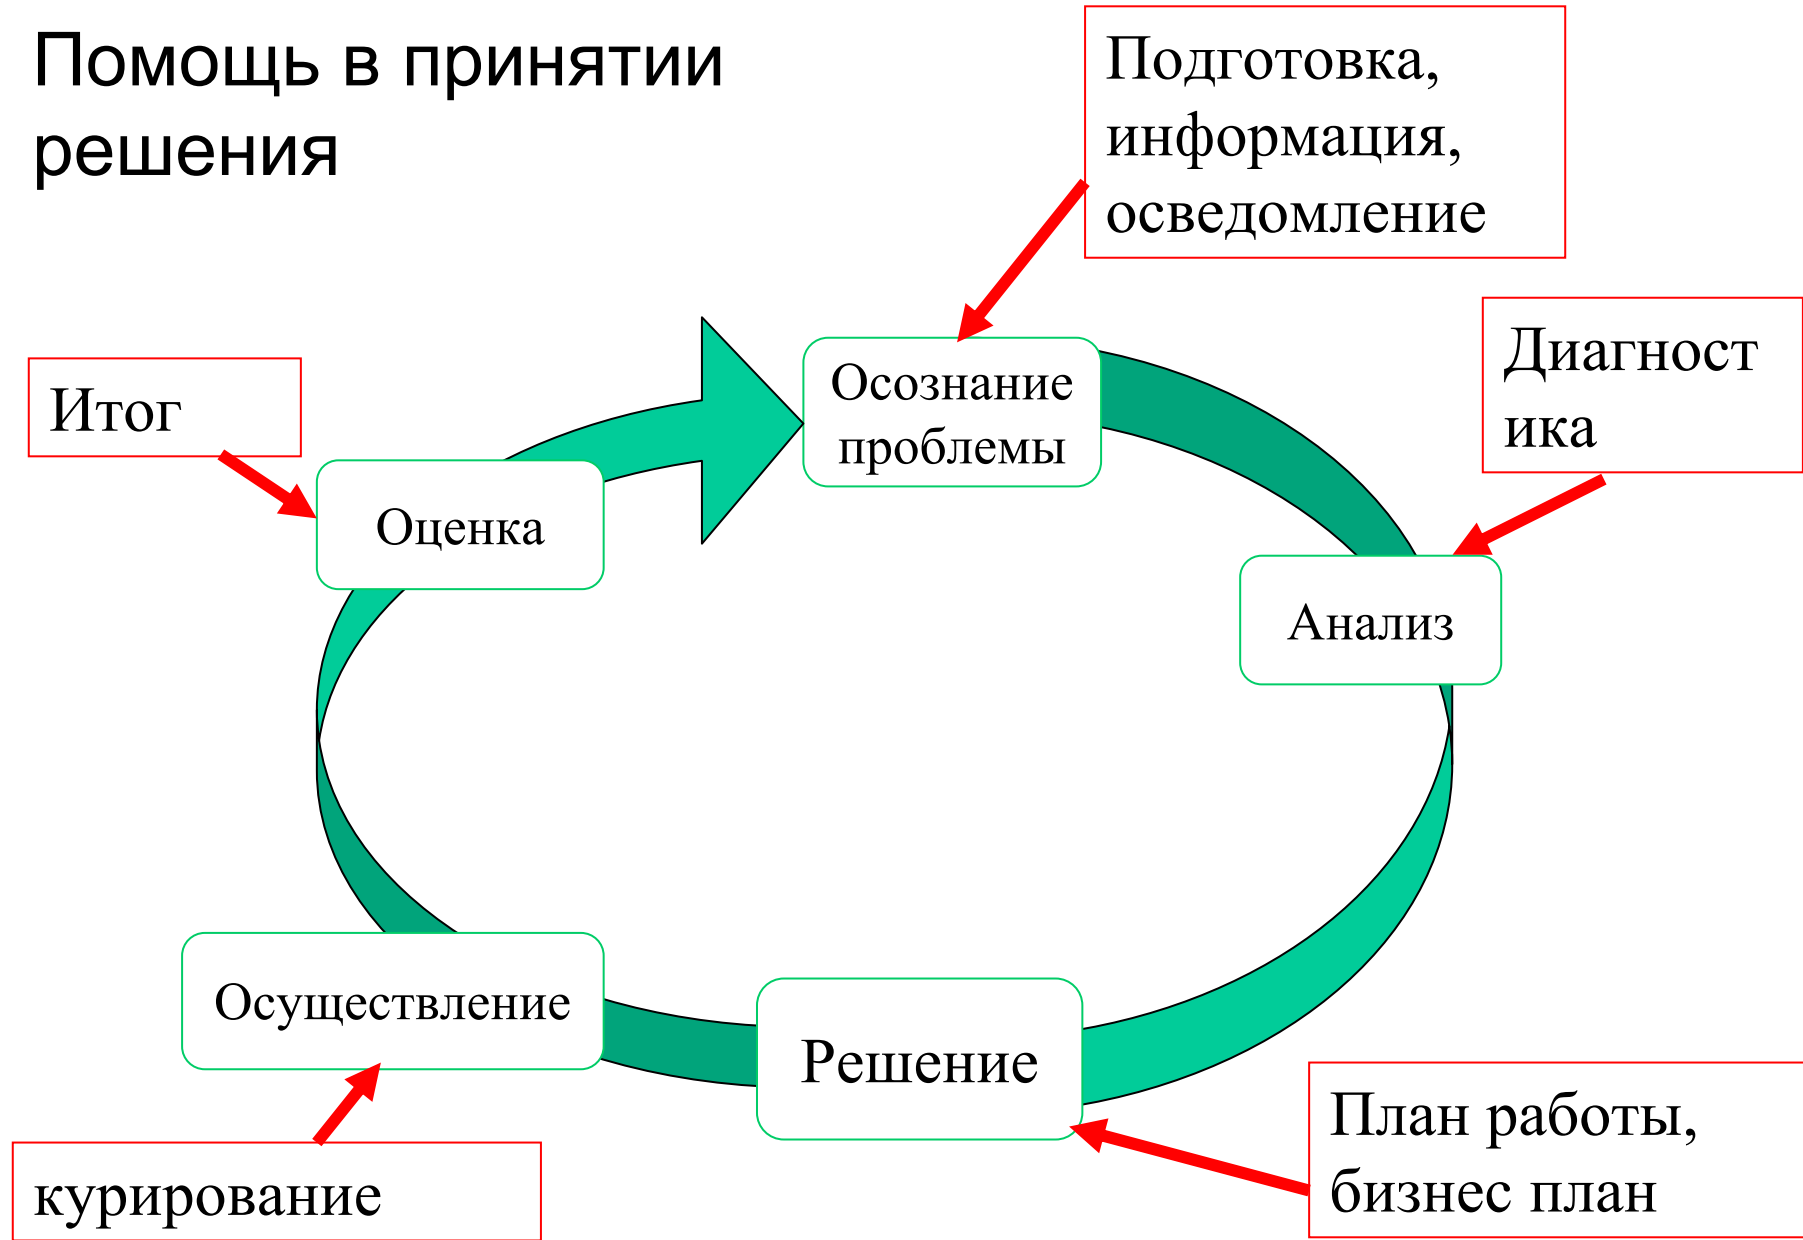 Помощь в принятии
решения
Подготовка,
информация,
осведомление
Диагност
ика
Итог
Осознание
проблемы
Оценка
Анализ
Осуществление
Решение
План работы,
бизнес план
курирование